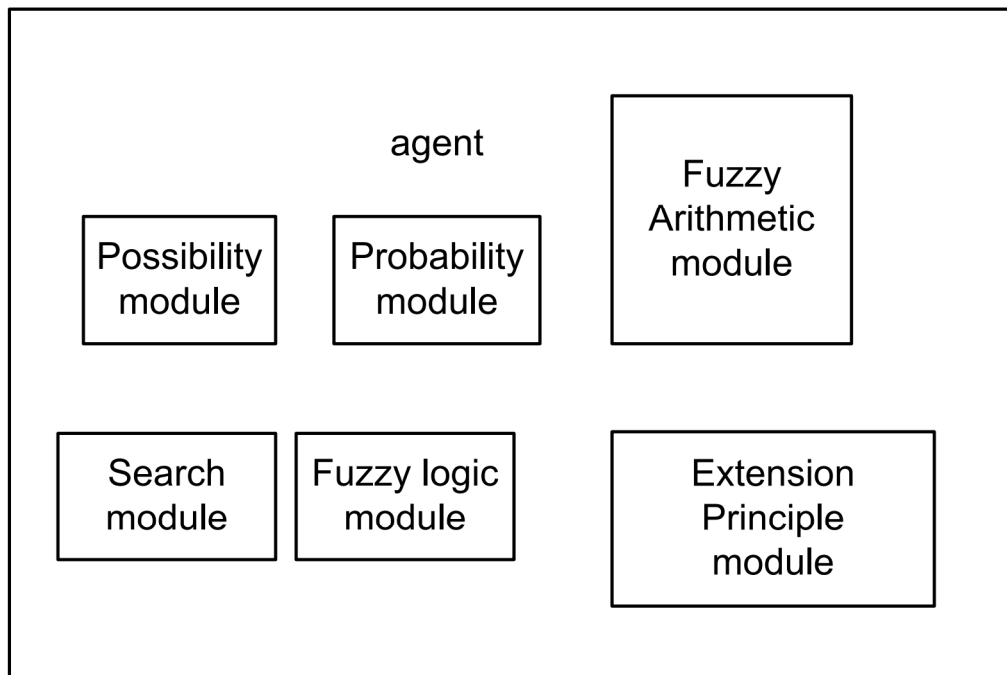 agent
Possibility
module
Probability
module
Fuzzy
Arithmetic
module
Search
module
Fuzzy logic
module
Extension
Principle
module